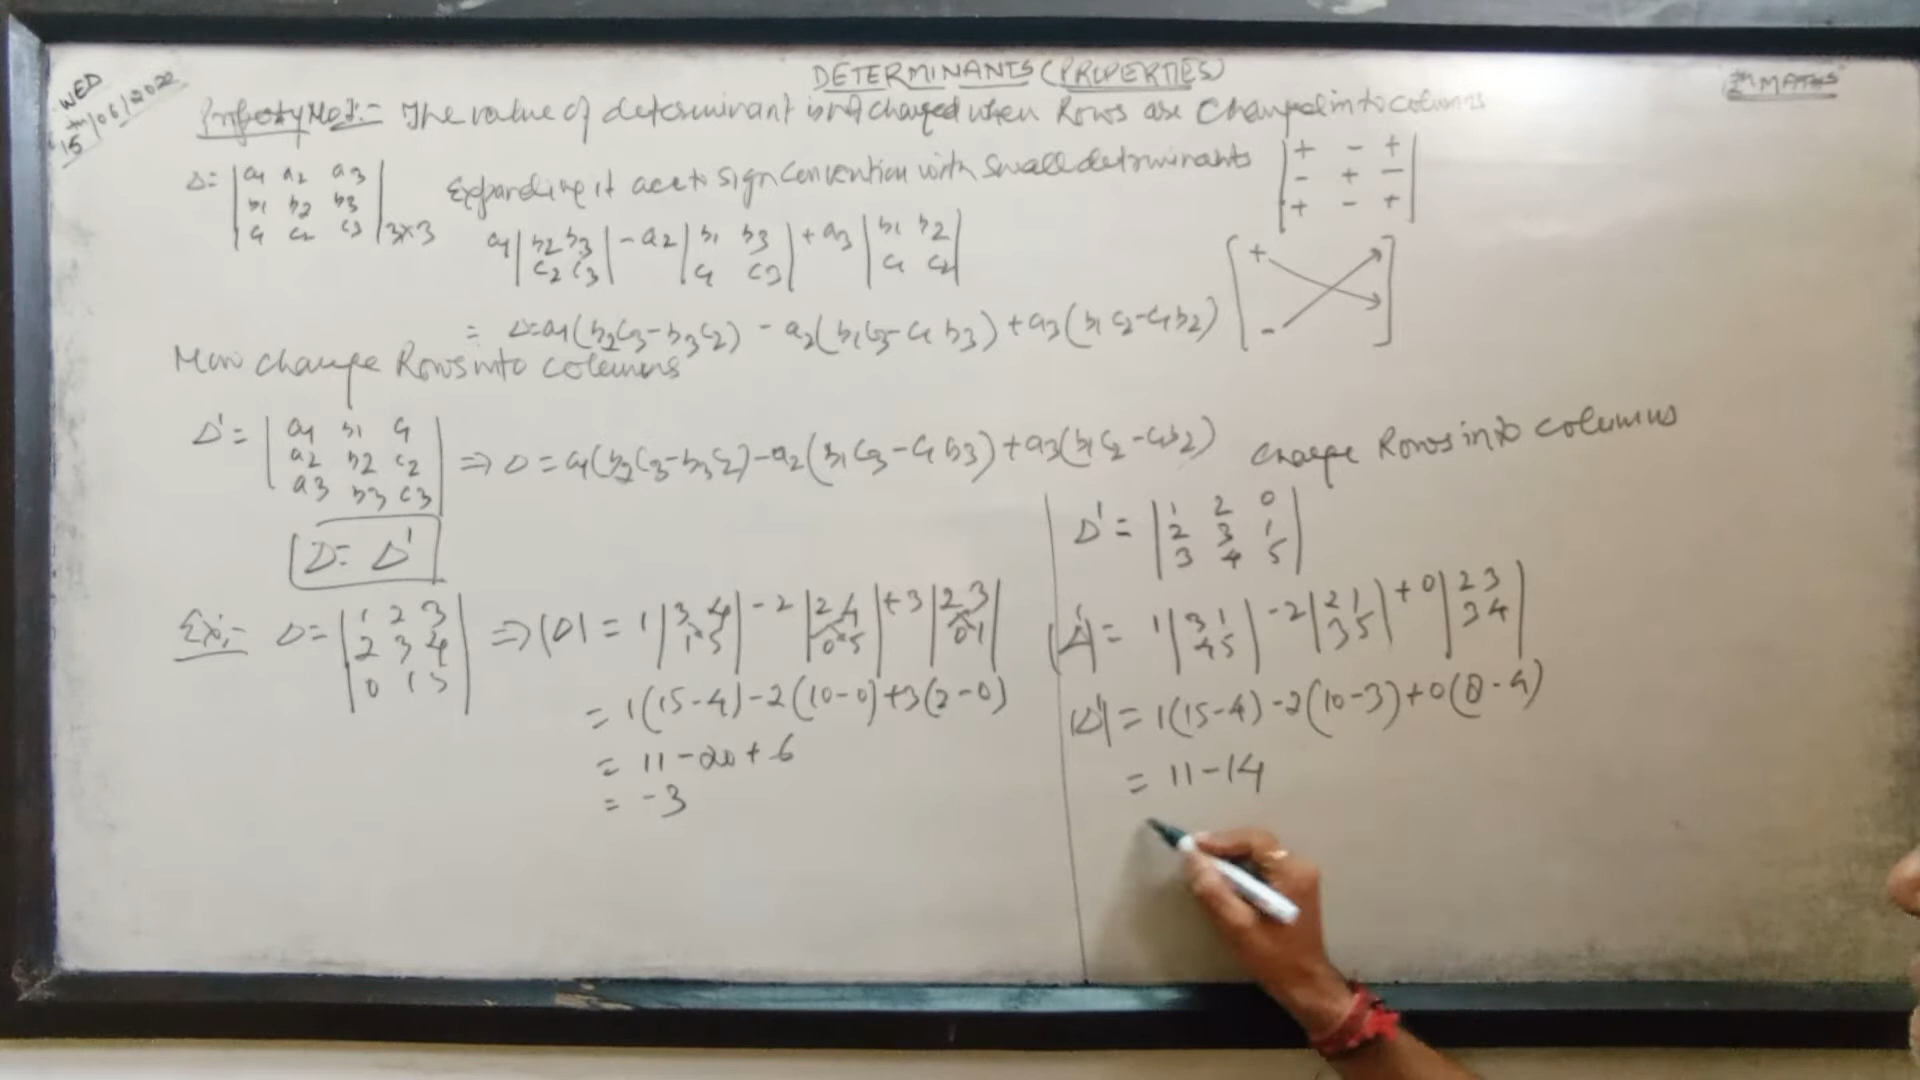 DETERMINANTS (PROPERTIES)
WED
15/06/2022
2nd MATHS
Property No 1:- The value of determinant is not changed when Rows are Changed into columns
Δ = | a1 a2 a3 |
| b1 b2 b3 |
| c1 c2 c3 | 3×3
Expanding it acc to sign convention with small determinants
| + - + |
| - + - |
| + - + |
a1 | b2 b3 | - a2 | b1 b3 | + a3 | b1 b2 |
| c2 c3 | | c1 c3 | | c1 c2 |
[ + - ]
= Δ = a1(b2c3 - b3c2) - a2(b1c3 - c1b3) + a3(b1c2 - c1b2)
Now change Rows into columns
Δ' = | a1 b1 c1 |
| a2 b2 c2 |
| a3 b3 c3 |
⇒ D = a1(b2c3 - b3c2) - a2(b1c3 - c1b3) + a3(b1c2 - c1b2)
D = Δ'
Ex:- D = | 1 2 3 |
| 2 3 4 |
| 0 1 5 |
⇒ |D| = 1 | 3 4 | - 2 | 2 4 | + 3 | 2 3 |
| 1 5 | | 0 5 | | 0 1 |
= 1(15-4) - 2(10-0) + 3(2-0)
= 11 - 20 + 6
= -3
change Rows into columns
Δ' = | 1 2 0 |
| 2 3 1 |
| 3 4 5 |
|Δ'| = 1 | 3 1 | - 2 | 2 1 | + 0 | 2 3 |
| 4 5 | | 3 5 | | 3 4 |
|Δ'| = 1(15-4) - 2(10-3) + 0(8-9)
= 11 - 14